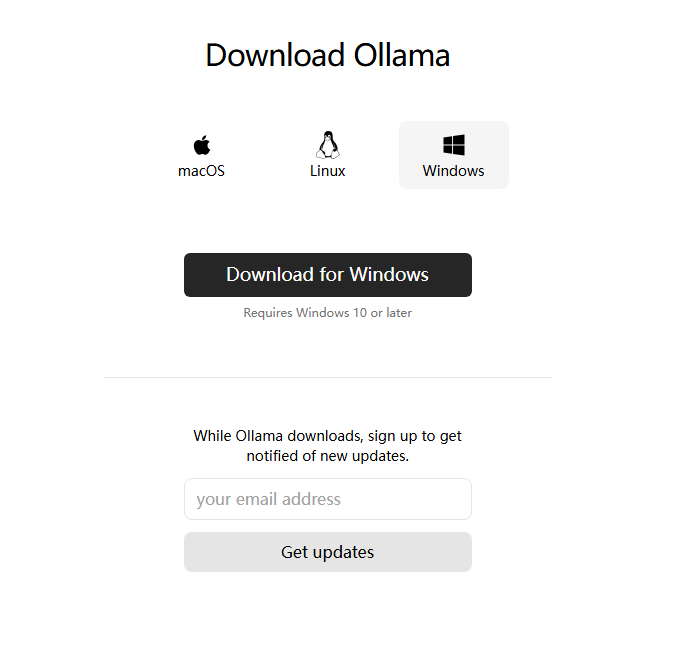 Download Ollama
macOS
Linux
Windows
Download for Windows
Requires Windows 10 or later
While Ollama downloads, sign up to get
notified of new updates.
your email address
Get updates